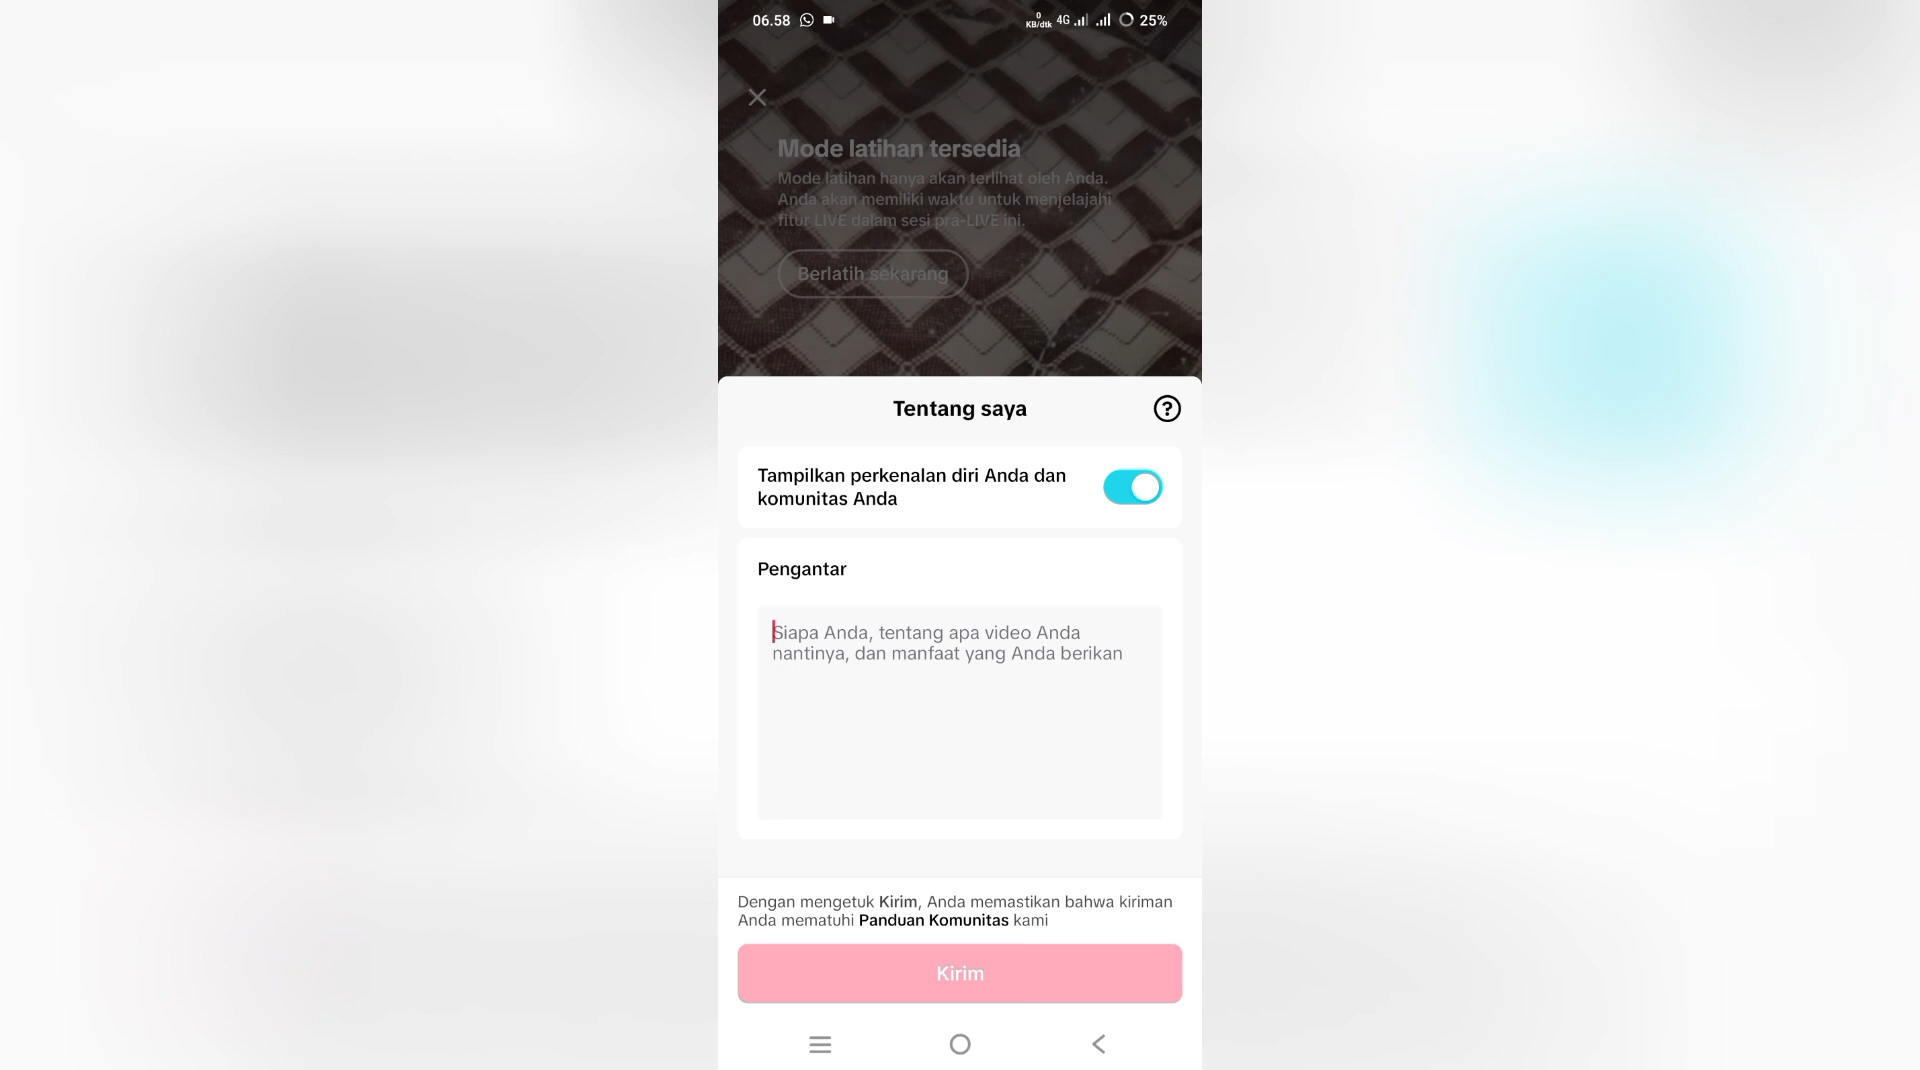 06.58
0
KB/dtk
4G
25%
Mode latihan tersedia
Mode latihan hanya akan terlihat oleh Anda.
Anda akan memiliki waktu untuk menjelajahi
fitur LIVE dalam sesi pra-LIVE ini.
Berlatih sekarang
Tentang saya
?
Tampilkan perkenalan diri Anda dan
komunitas Anda
Pengantar
Siapa Anda, tentang apa video Anda
nantinya, dan manfaat yang Anda berikan
Dengan mengetuk Kirim, Anda memastikan bahwa kiriman
Anda mematuhi Panduan Komunitas kami
Kirim